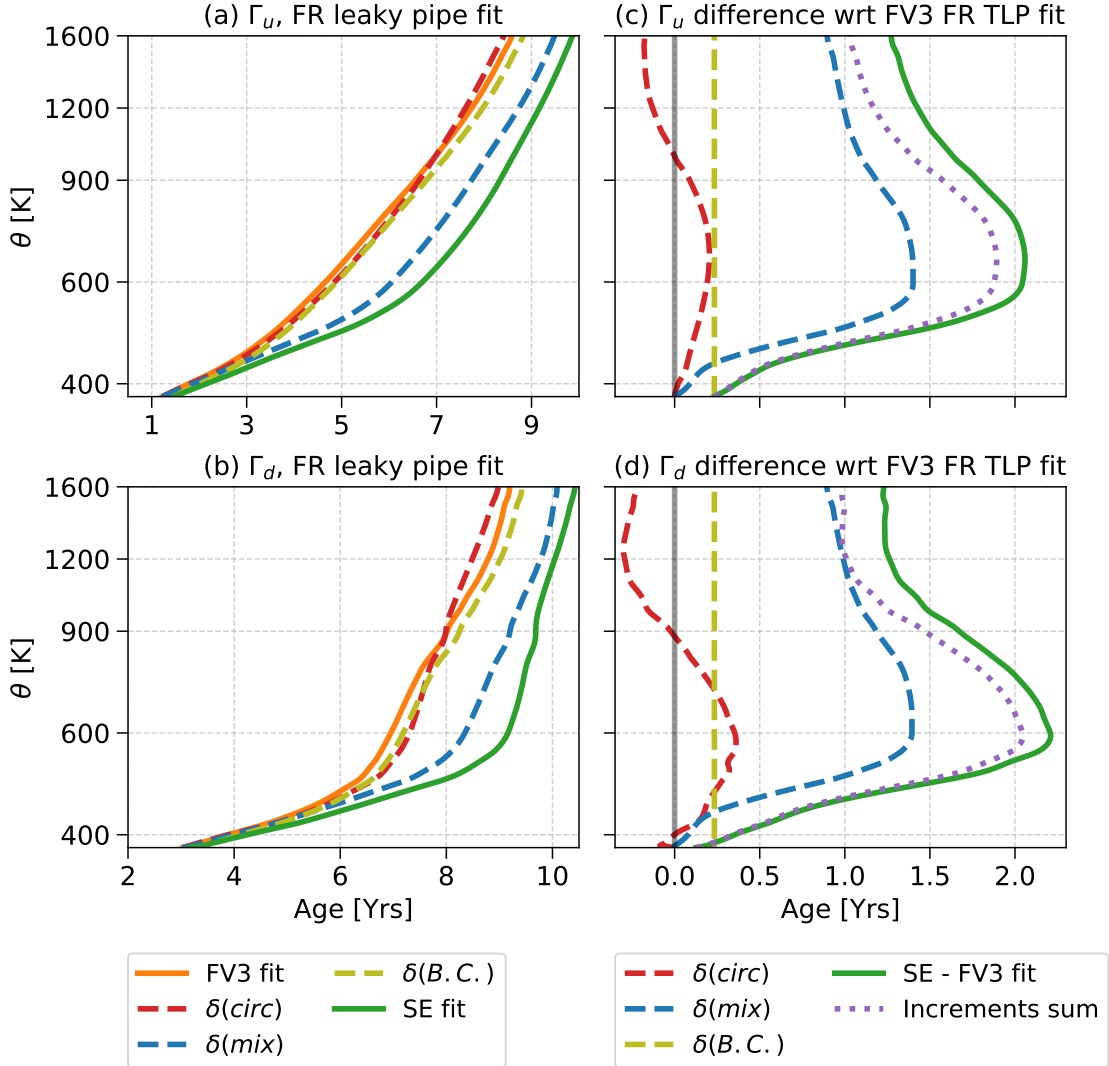 (a) Γu, FR leaky pipe fit
(c) Γu difference wrt FV3 FR TLP fit
1600
1200
900
600
400
θ [K]
1
3
5
7
9
(b) Γd, FR leaky pipe fit
(d) Γd difference wrt FV3 FR TLP fit
1600
1200
900
600
400
θ [K]
2
4
6
8
10
0.0
0.5
1.0
1.5
2.0
Age [Yrs]
Age [Yrs]
FV3 fit
δ(circ)
δ(mix)
δ(B.C.)
SE fit
δ(circ)
δ(mix)
δ(B.C.)
SE - FV3 fit
Increments sum